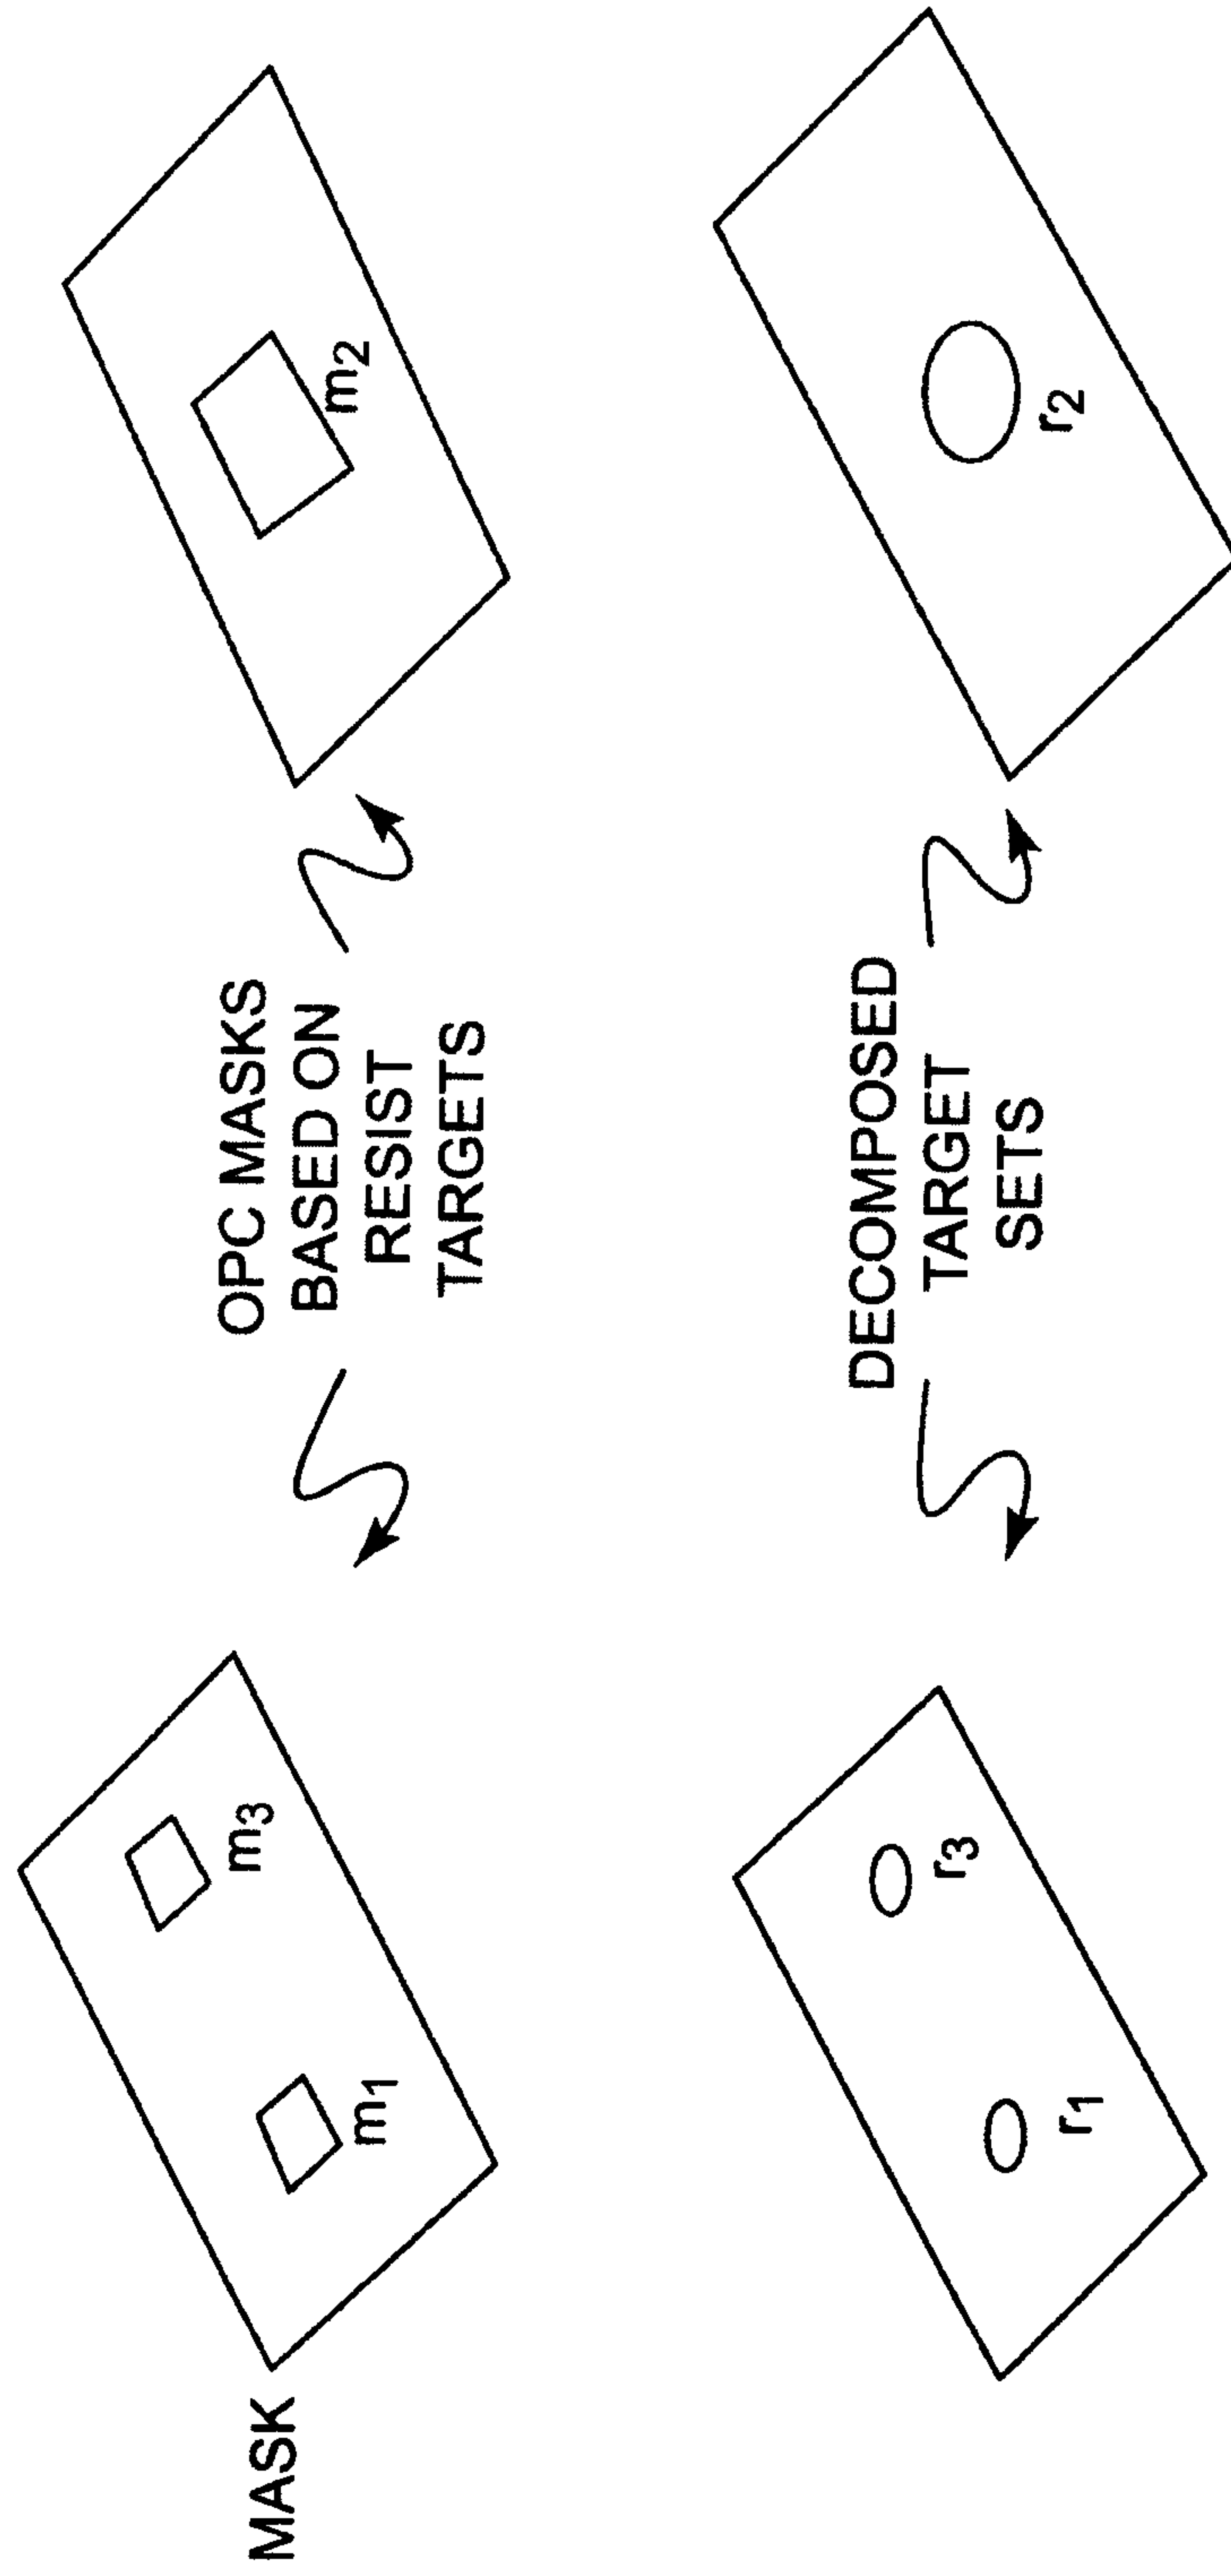 MASK
m1
m3
OPC MASKS
BASED ON
RESIST
TARGETS
m2
r1
r3
DECOMPOSED
TARGET
SETS
r2